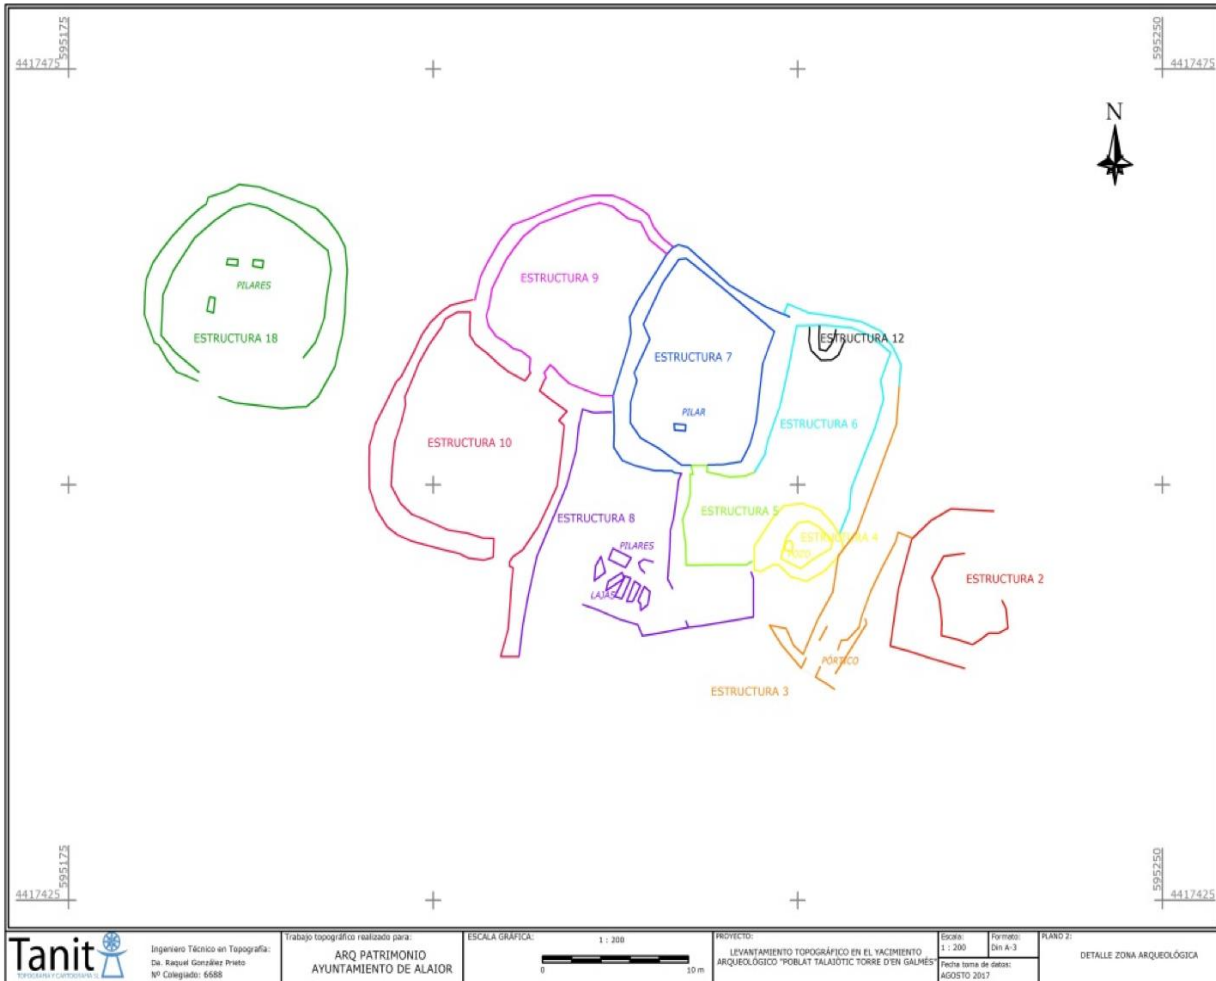 595175
595250
4417475
4417475
N
ESTRUCTURA 9
PILARES
ESTRUCTURA 18
ESTRUCTURA 12
ESTRUCTURA 7
PILAR
ESTRUCTURA 6
ESTRUCTURA 10
ESTRUCTURA 5
ESTRUCTURA 8
ESTRUCTURA 4
PILARES
ESTRUCTURA 2
LAJAS
PÓRTICO
ESTRUCTURA 3
595175
595250
4417425
4417425
Tanit
TOPOGRAFÍA Y CARTOGRAFÍA
Ingeniero Técnico en Topografía:
Da. Raquel González Prieto
Nº Colegiado: 6688
Trabajo topográfico realizado para:
ARQ PATRIMONIO
AYUNTAMIENTO DE ALAIOR
ESCALA GRÁFICA:
1 : 200
0
10 m
PROYECTO:
LEVANTAMIENTO TOPOGRÁFICO EN EL YACIMIENTO
ARQUEOLÓGICO "POBLAT TALAIÒTIC TORRE D'EN GALMÉS"
Escala:
1 : 200
Formato:
Din A-3
Fecha toma de datos:
AGOSTO 2017
PLANO 2:
DETALLE ZONA ARQUEOLÓGICA